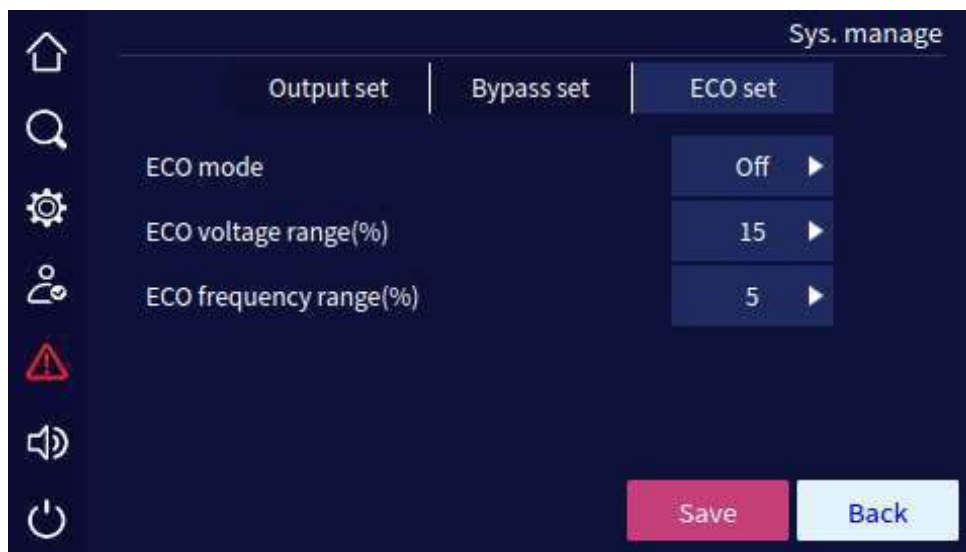 Sys. manage
Output set Bypass set ECO set
ECO mode Off
ECO voltage range(%) 15
ECO frequency range(%) 5
Save Back